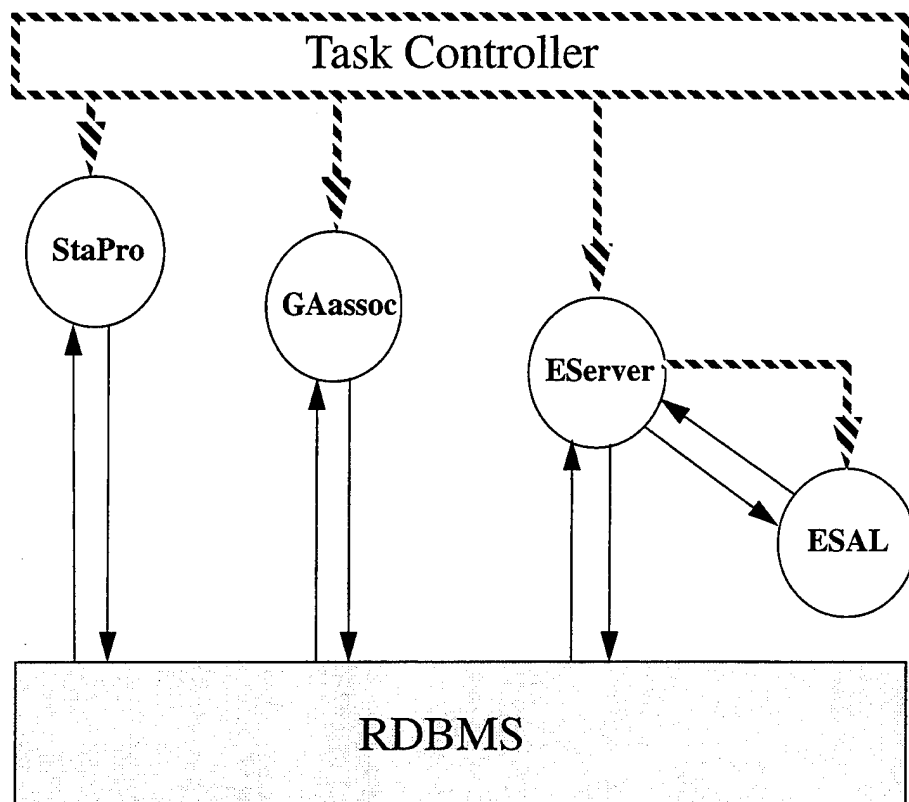 Task Controller
StaPro
GAassoc
EServer
ESAL
RDBMS